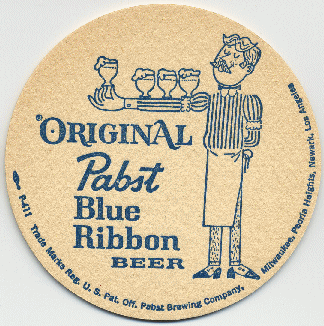 ®ORIGINAL
Pabst
Blue
Ribbon
BEER
P-411 Trade Marks Reg. U. S. Pat. Off. Pabst Brewing Company, Milwaukee, Peoria Heights, Newark, Los Angeles